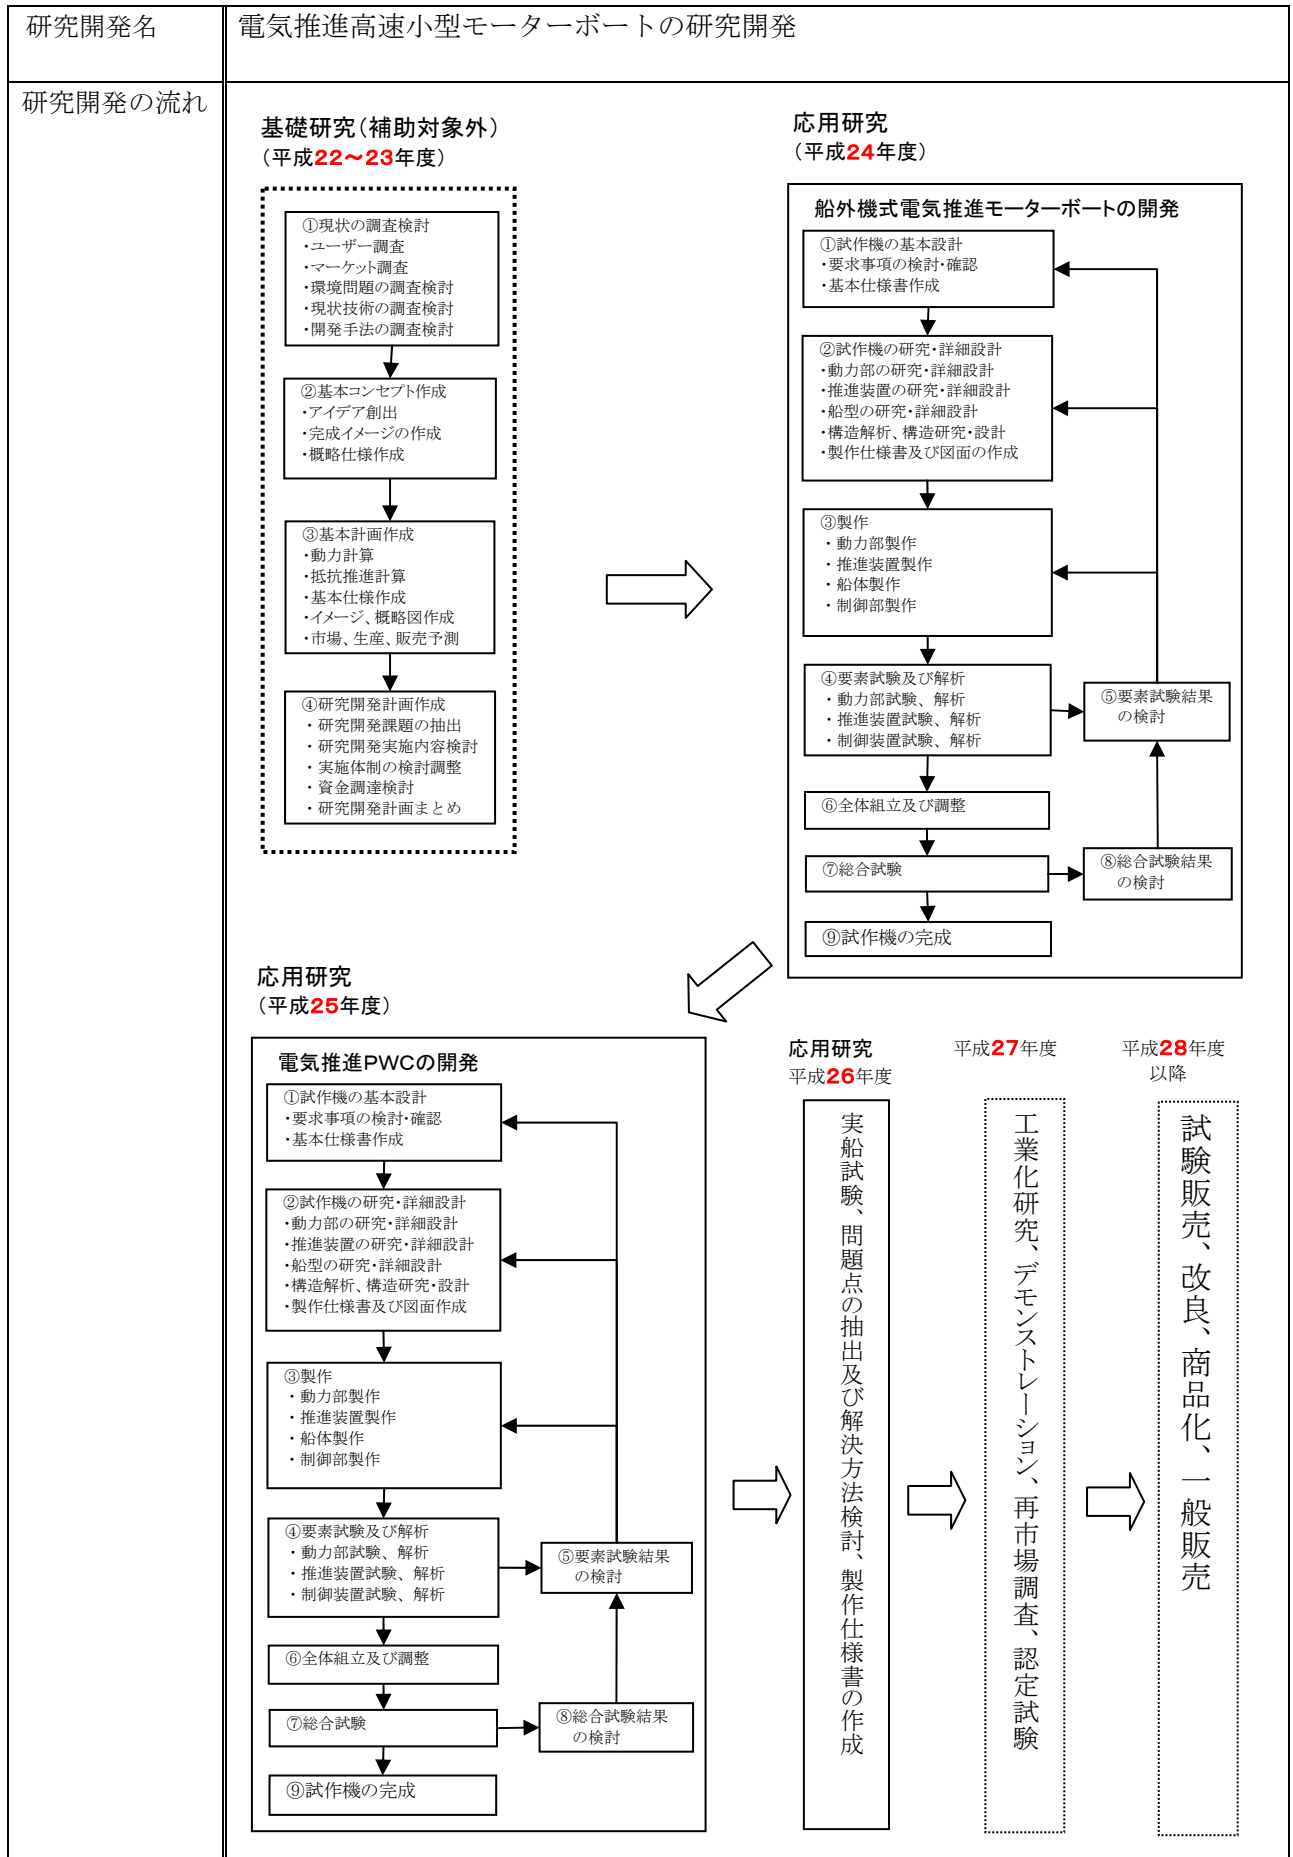 研究開発名
電気推進高速小型モーターボートの研究開発
研究開発の流れ
基礎研究(補助対象外)
(平成22～23年度)
①現状の調査検討
・ユーザー調査
・マーケット調査
・環境問題の調査検討
・現状技術の調査検討
・開発手法の調査検討
②基本コンセプト作成
・アイデア創出
・完成イメージの作成
・概略仕様作成
③基本計画作成
・動力計算
・抵抗推進計算
・基本仕様作成
・イメージ、概略図作成
・市場、生産、販売予測
④研究開発計画作成
・研究開発課題の抽出
・研究開発実施内容検討
・実施体制の検討調整
・資金調達検討
・研究開発計画まとめ
応用研究
(平成24年度)
船外機式電気推進モーターボートの開発
①試作機の基本設計
・要求事項の検討・確認
・基本仕様書作成
②試作機の研究・詳細設計
・動力部の研究・詳細設計
・推進装置の研究・詳細設計
・船型の研究・詳細設計
・構造解析、構造研究・設計
・製作仕様書及び図面の作成
③製作
・動力部製作
・推進装置製作
・船体製作
・制御部製作
④要素試験及び解析
・動力部試験、解析
・推進装置試験、解析
・制御装置試験、解析
⑤要素試験結果
の検討
⑥全体組立及び調整
⑦総合試験
⑧総合試験結果
の検討
⑨試作機の完成
応用研究
(平成25年度)
電気推進PWCの開発
①試作機の基本設計
・要求事項の検討・確認
・基本仕様書作成
②試作機の研究・詳細設計
・動力部の研究・詳細設計
・推進装置の研究・詳細設計
・船型の研究・詳細設計
・構造解析、構造研究・設計
・製作仕様書及び図面作成
③製作
・動力部製作
・推進装置製作
・船体製作
・制御部製作
④要素試験及び解析
・動力部試験、解析
・推進装置試験、解析
・制御装置試験、解析
⑤要素試験結果
の検討
⑥全体組立及び調整
⑦総合試験
⑧総合試験結果
の検討
⑨試作機の完成
応用研究
平成26年度
実船試験、問題点の抽出及び解決方法検討、製作仕様書の作成
平成27年度
工業化研究、デモンストレーション、再市場調査、認定試験
平成28年度
以降
試験販売、改良、商品化、一般販売